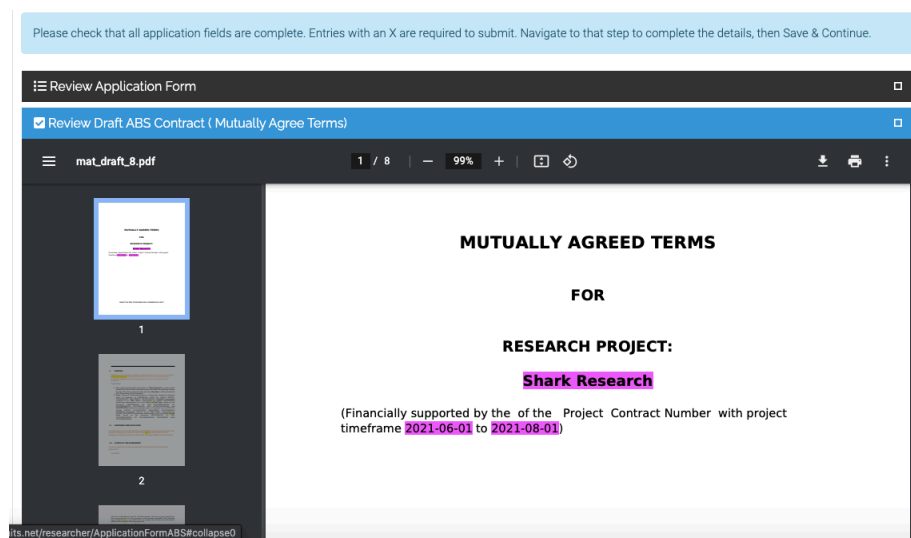 Please check that all application fields are complete. Entries with an X are required to submit. Navigate to that step to complete the details, then Save & Continue.
Review Application Form
Review Draft ABS Contract ( Mutually Agree Terms)
mat_draft_8.pdf
1 / 8
99%
MUTUALLY AGREED TERMS
FOR
RESEARCH PROJECT:
Shark Research
(Financially supported by the  of the  Project  Contract Number  with project
timeframe 2021-06-01 to 2021-08-01)
1
2
its.net/researcher/ApplicationFormABS#collapse0